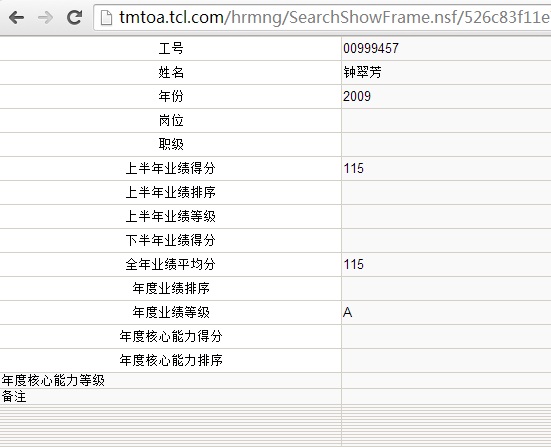 tmtoa.tcl.com/hrmng/SearchShowFrame.nsf/526c83f11e
工号 00999457
姓名 钟翠芳
年份 2009
岗位
职级
上半年业绩得分 115
上半年业绩排序
上半年业绩等级
下半年业绩得分
全年业绩平均分 115
年度业绩排序
年度业绩等级 A
年度核心能力得分
年度核心能力排序
年度核心能力等级
备注